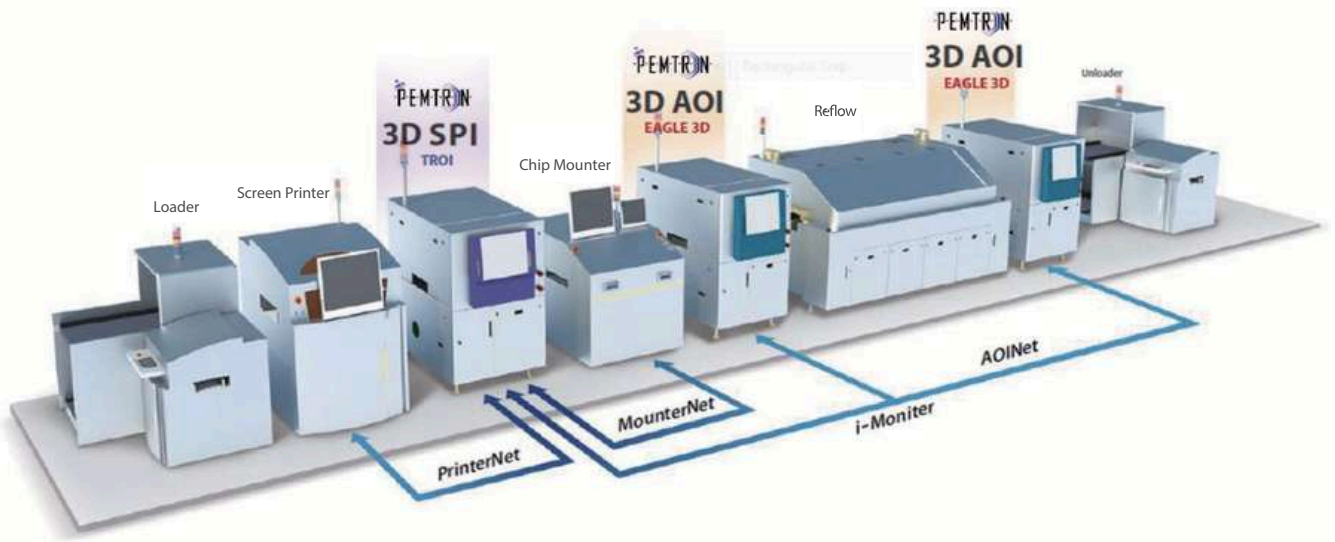 PEMTRON
3D AOI
EAGLE 3D
PEMTRON
3D AOI
EAGLE 3D
Unloader
Reflow
PEMTRON
3D SPI
TROI
Chip Mounter
Screen Printer
Loader
AOINet
MounterNet
i-Moniter
PrinterNet